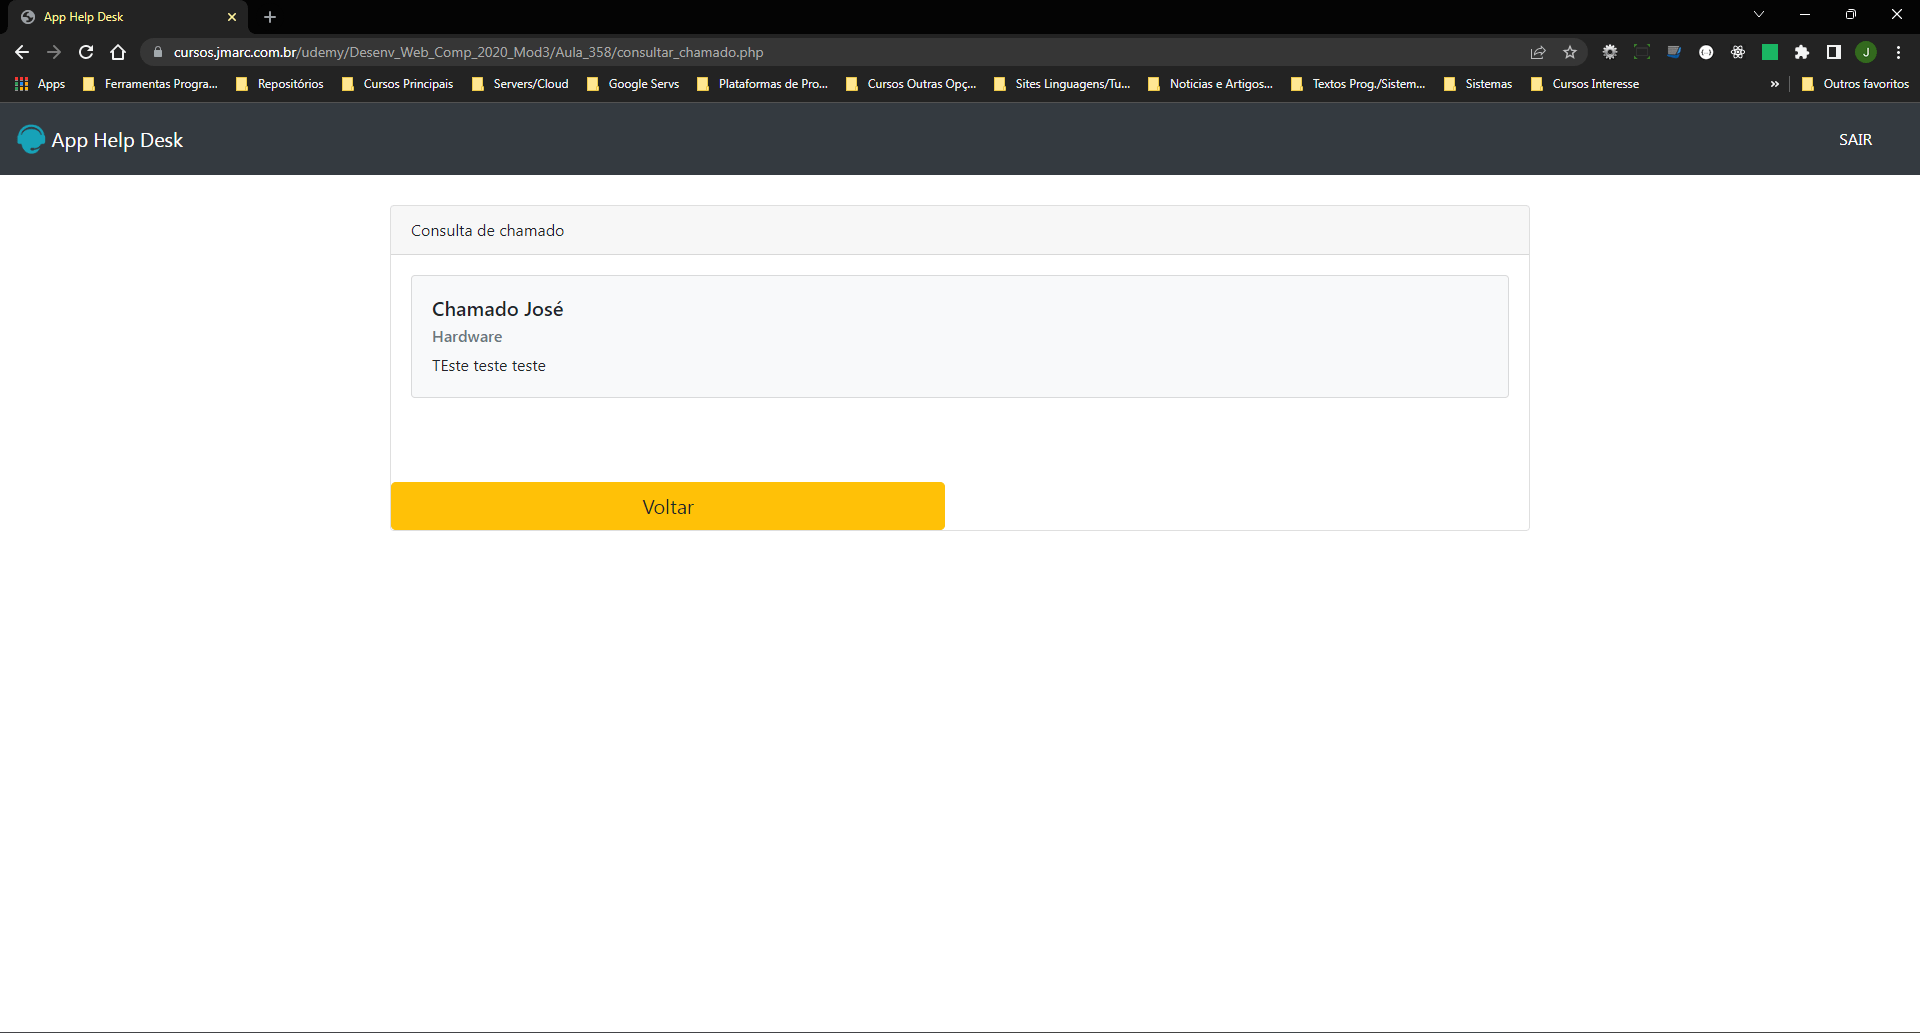 App Help Desk
cursos.jmarc.com.br/udemy/Desenv_Web_Comp_2020_Mod3/Aula_358/consultar_chamado.php
J
Apps Ferramentas Progra... Repositórios Cursos Principais Servers/Cloud Google Servs Plataformas de Pro... Cursos Outras Opç... Sites Linguagens/Tu... Noticias e Artigos... Textos Prog./Sistem... Sistemas Cursos Interesse » Outros favoritos
App Help Desk SAIR
Consulta de chamado
Chamado José
Hardware
TEste teste teste
Voltar